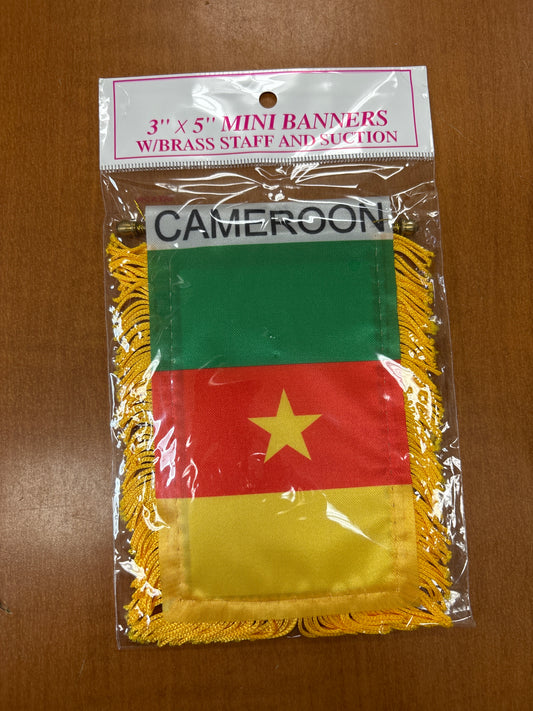 3" X 5" MINI BANNERS
W/BRASS STAFF AND SUCTION
CAMEROON